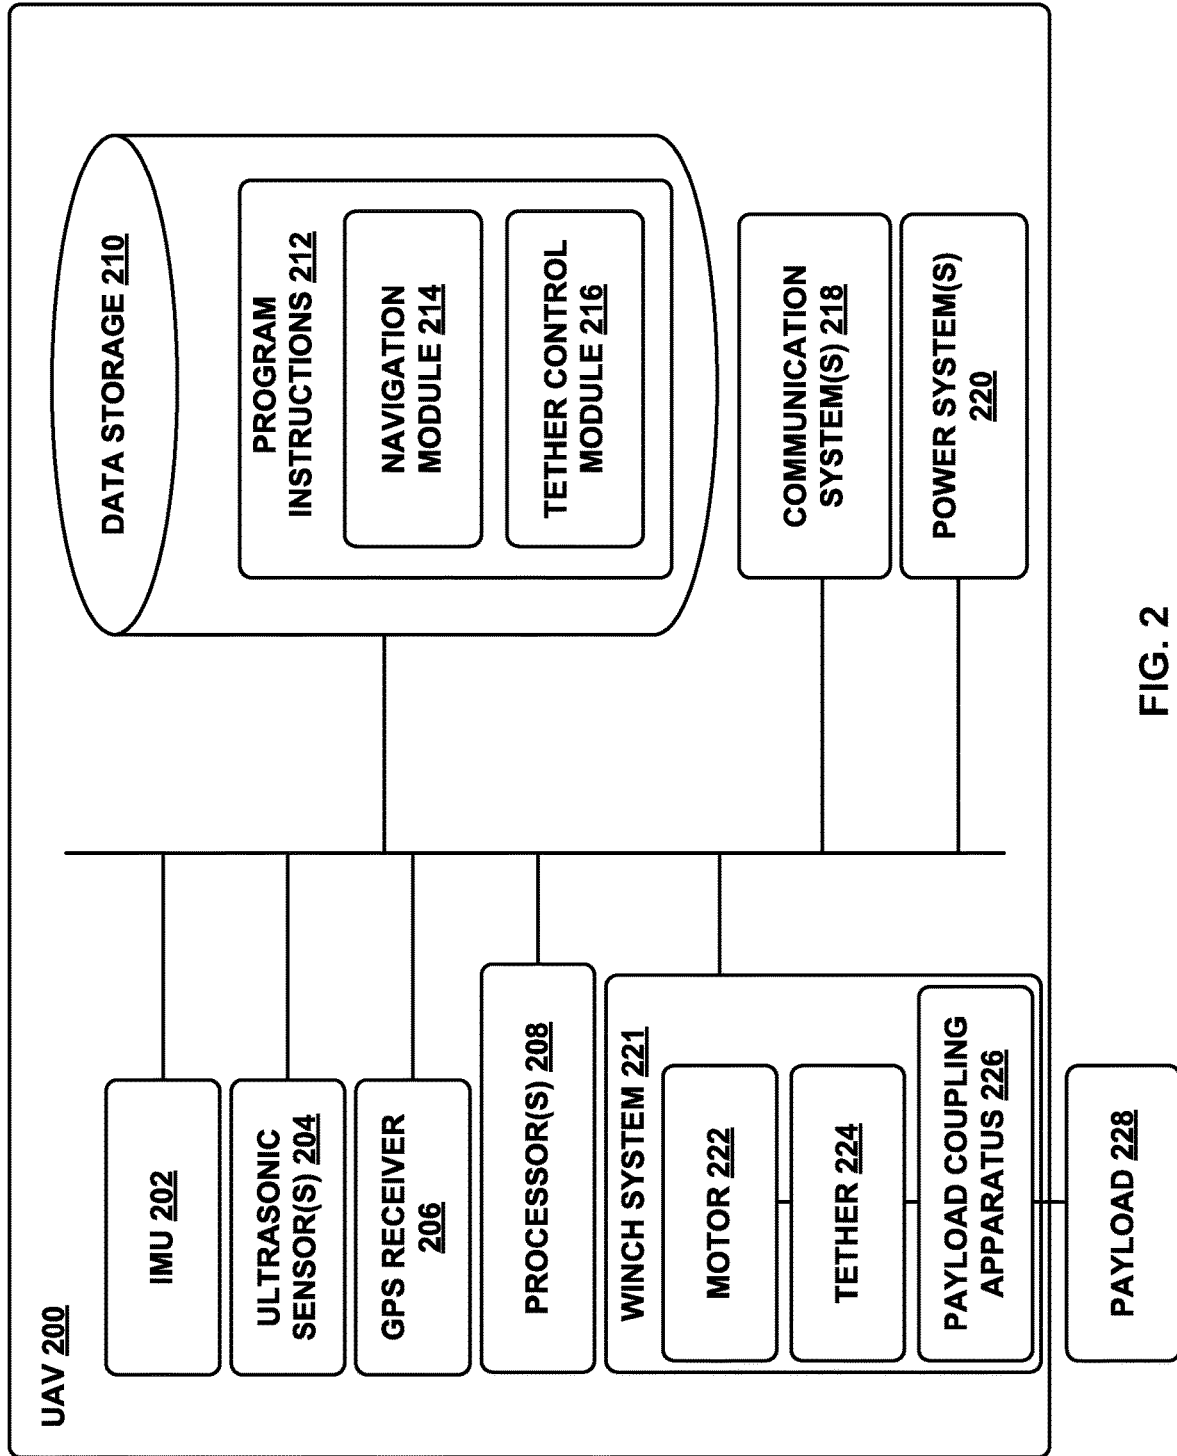 UAV 200
IMU 202
ULTRASONIC
SENSOR(S) 204
GPS RECEIVER
206
PROCESSOR(S) 208
WINCH SYSTEM 221
MOTOR 222
TETHER 224
PAYLOAD COUPLING
APPARATUS 226
PAYLOAD 228
DATA STORAGE 210
PROGRAM
INSTRUCTIONS 212
NAVIGATION
MODULE 214
TETHER CONTROL
MODULE 216
COMMUNICATION
SYSTEM(S) 218
POWER SYSTEM(S)
220
FIG. 2